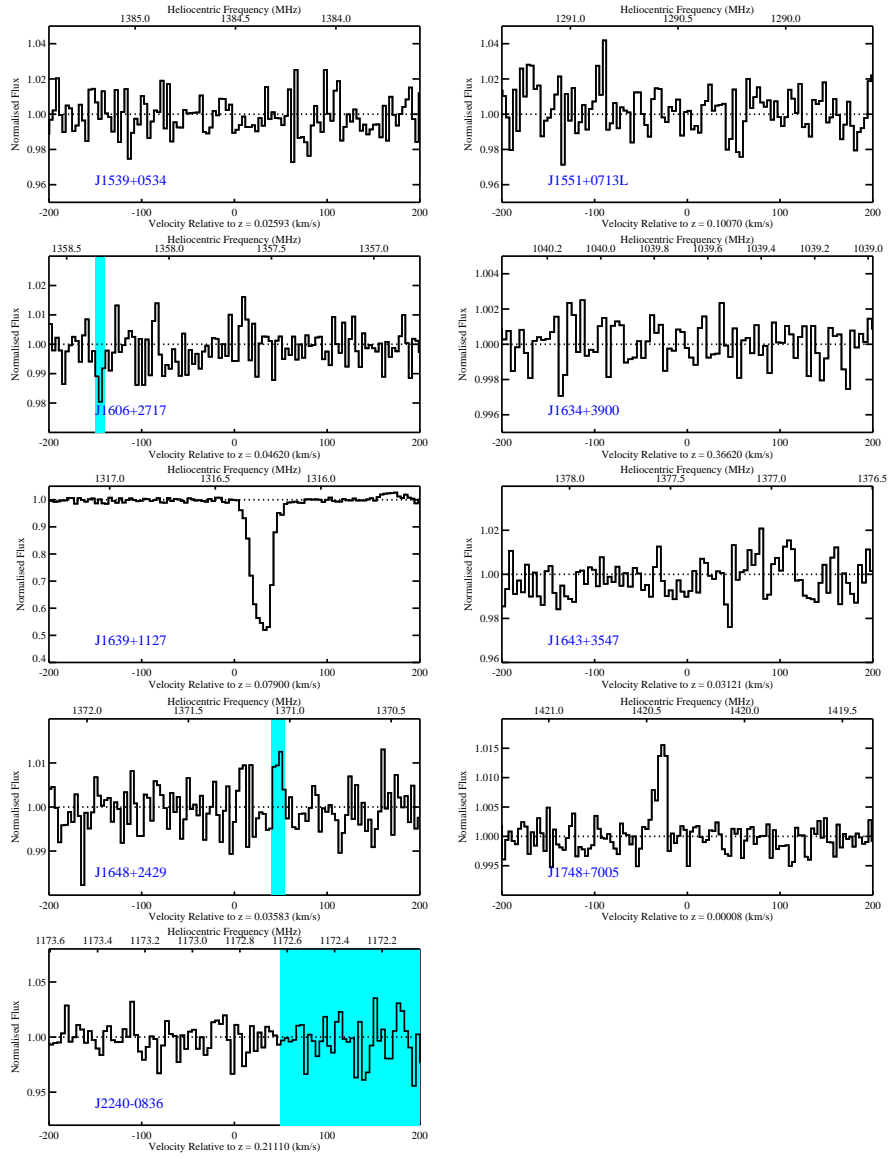 Heliocentric Frequency (MHz)
1385.0 1384.5 1384.0
1.04
1.02
1.00
0.98
0.96
Normalised Flux
J1539+0534
-200 -100 0 100 200
Velocity Relative to z = 0.02593 (km/s)
Heliocentric Frequency (MHz)
1291.0 1290.5 1290.0
1.04
1.02
1.00
0.98
0.96
Normalised Flux
J1551+0713L
-200 -100 0 100 200
Velocity Relative to z = 0.10070 (km/s)
Heliocentric Frequency (MHz)
1358.5 1358.0 1357.5 1357.0
1.02
1.01
1.00
0.99
0.98
Normalised Flux
J1606+2717
-200 -100 0 100 200
Velocity Relative to z = 0.04620 (km/s)
Heliocentric Frequency (MHz)
1040.2 1040.0 1039.8 1039.6 1039.4 1039.2 1039.0
1.004
1.002
1.000
0.998
0.996
Normalised Flux
J1634+3900
-200 -100 0 100 200
Velocity Relative to z = 0.36620 (km/s)
Heliocentric Frequency (MHz)
1317.0 1316.5 1316.0
1.0
0.9
0.8
0.7
0.6
0.5
0.4
Normalised Flux
J1639+1127
-200 -100 0 100 200
Velocity Relative to z = 0.07900 (km/s)
Heliocentric Frequency (MHz)
1378.0 1377.5 1377.0 1376.5
1.02
1.00
0.98
0.96
Normalised Flux
J1643+3547
-200 -100 0 100 200
Velocity Relative to z = 0.03121 (km/s)
Heliocentric Frequency (MHz)
1372.0 1371.5 1371.0 1370.5
1.02
1.01
1.00
0.99
Normalised Flux
J1648+2429
-200 -100 0 100 200
Velocity Relative to z = 0.03583 (km/s)
Heliocentric Frequency (MHz)
1421.0 1420.5 1420.0 1419.5
1.015
1.010
1.005
1.000
0.995
Normalised Flux
J1748+7005
-200 -100 0 100 200
Velocity Relative to z = 0.00008 (km/s)
Heliocentric Frequency (MHz)
1173.6 1173.4 1173.2 1173.0 1172.8 1172.6 1172.4 1172.2
1.05
1.00
0.95
Normalised Flux
J2240-0836
-200 -100 0 100 200
Velocity Relative to z = 0.21110 (km/s)